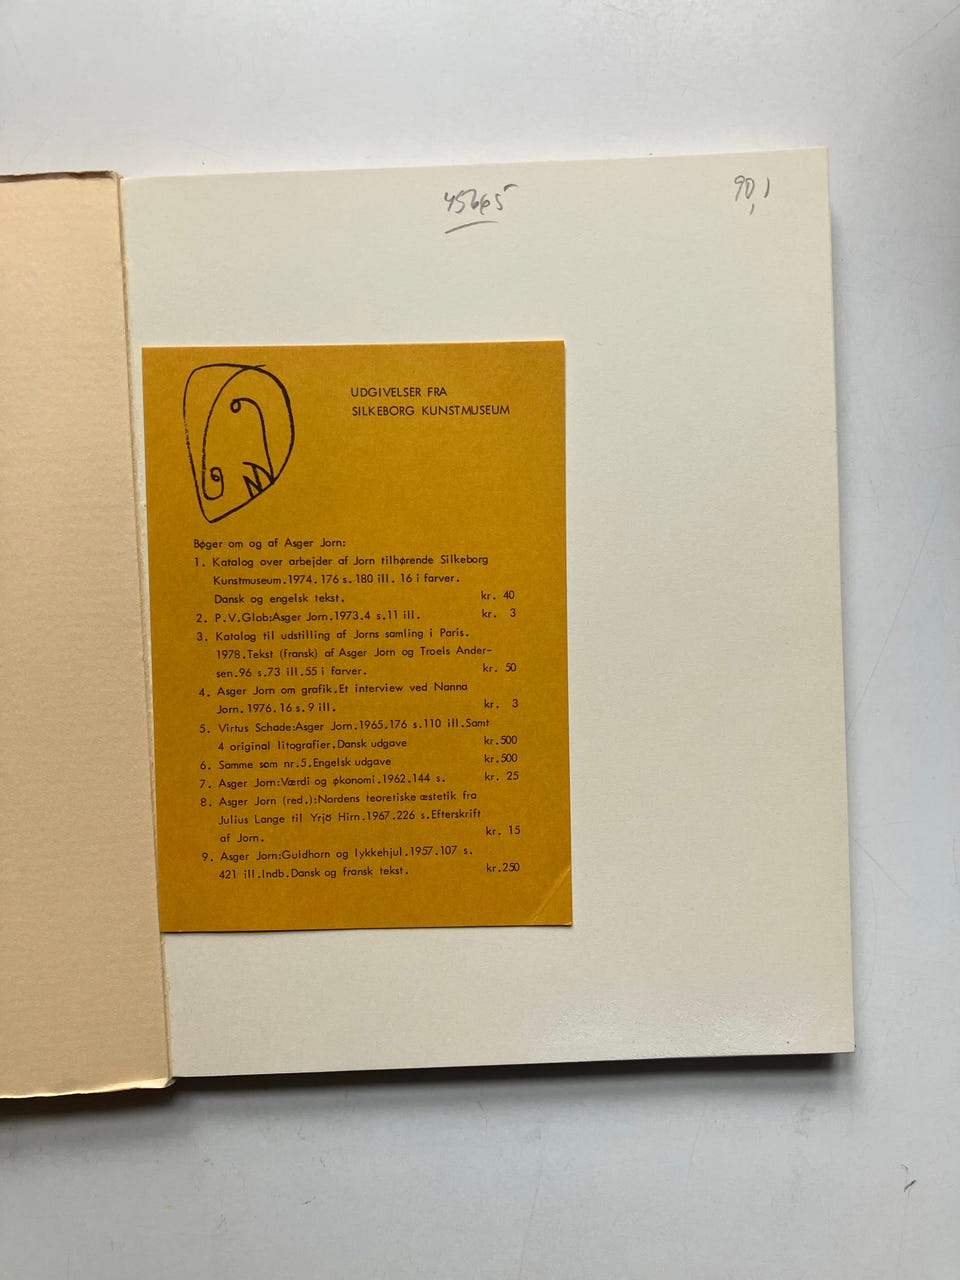 45665
90,
UDGIVELSER FRA
SILKEBORG KUNSTMUSEUM
Bøger om og af Asger Jorn:
1. Katalog over arbejder af Jorn tilhørende Silkeborg
Kunstmuseum.1974.176 s.180 ill. 16 i farver.
Dansk og engelsk tekst. kr. 40
2. P.V.Glob:Asger Jorn.1973.4 s.11 ill. kr. 3
3. Katalog til udstilling af Jorns samling i Paris.
1978.Tekst (fransk) af Asger Jorn og Troels Ander-
sen.96 s.73 ill.55 i farver. kr. 50
4. Asger Jorn om grafik.Et interview ved Nanna
Jorn.1976.16 s.9 ill. kr. 3
5. Virtus Schade:Asger Jorn.1965.176 s.110 ill.Samt
4 original litografier.Dansk udgave kr.500
6. Samme som nr.5.Engelsk udgave kr.500
7. Asger Jorn:Værdi og økonomi.1962.144 s. kr. 25
8. Asger Jorn (red.):Nordens teoretiske æstetik fra
Julius Lange til Yrjö Hirn.1967.226 s.Efterskrift
af Jorn. kr. 15
9. Asger Jorn:Guldhorn og lykkehjul.1957.107 s.
421 ill.Indb.Dansk og fransk tekst. kr.250